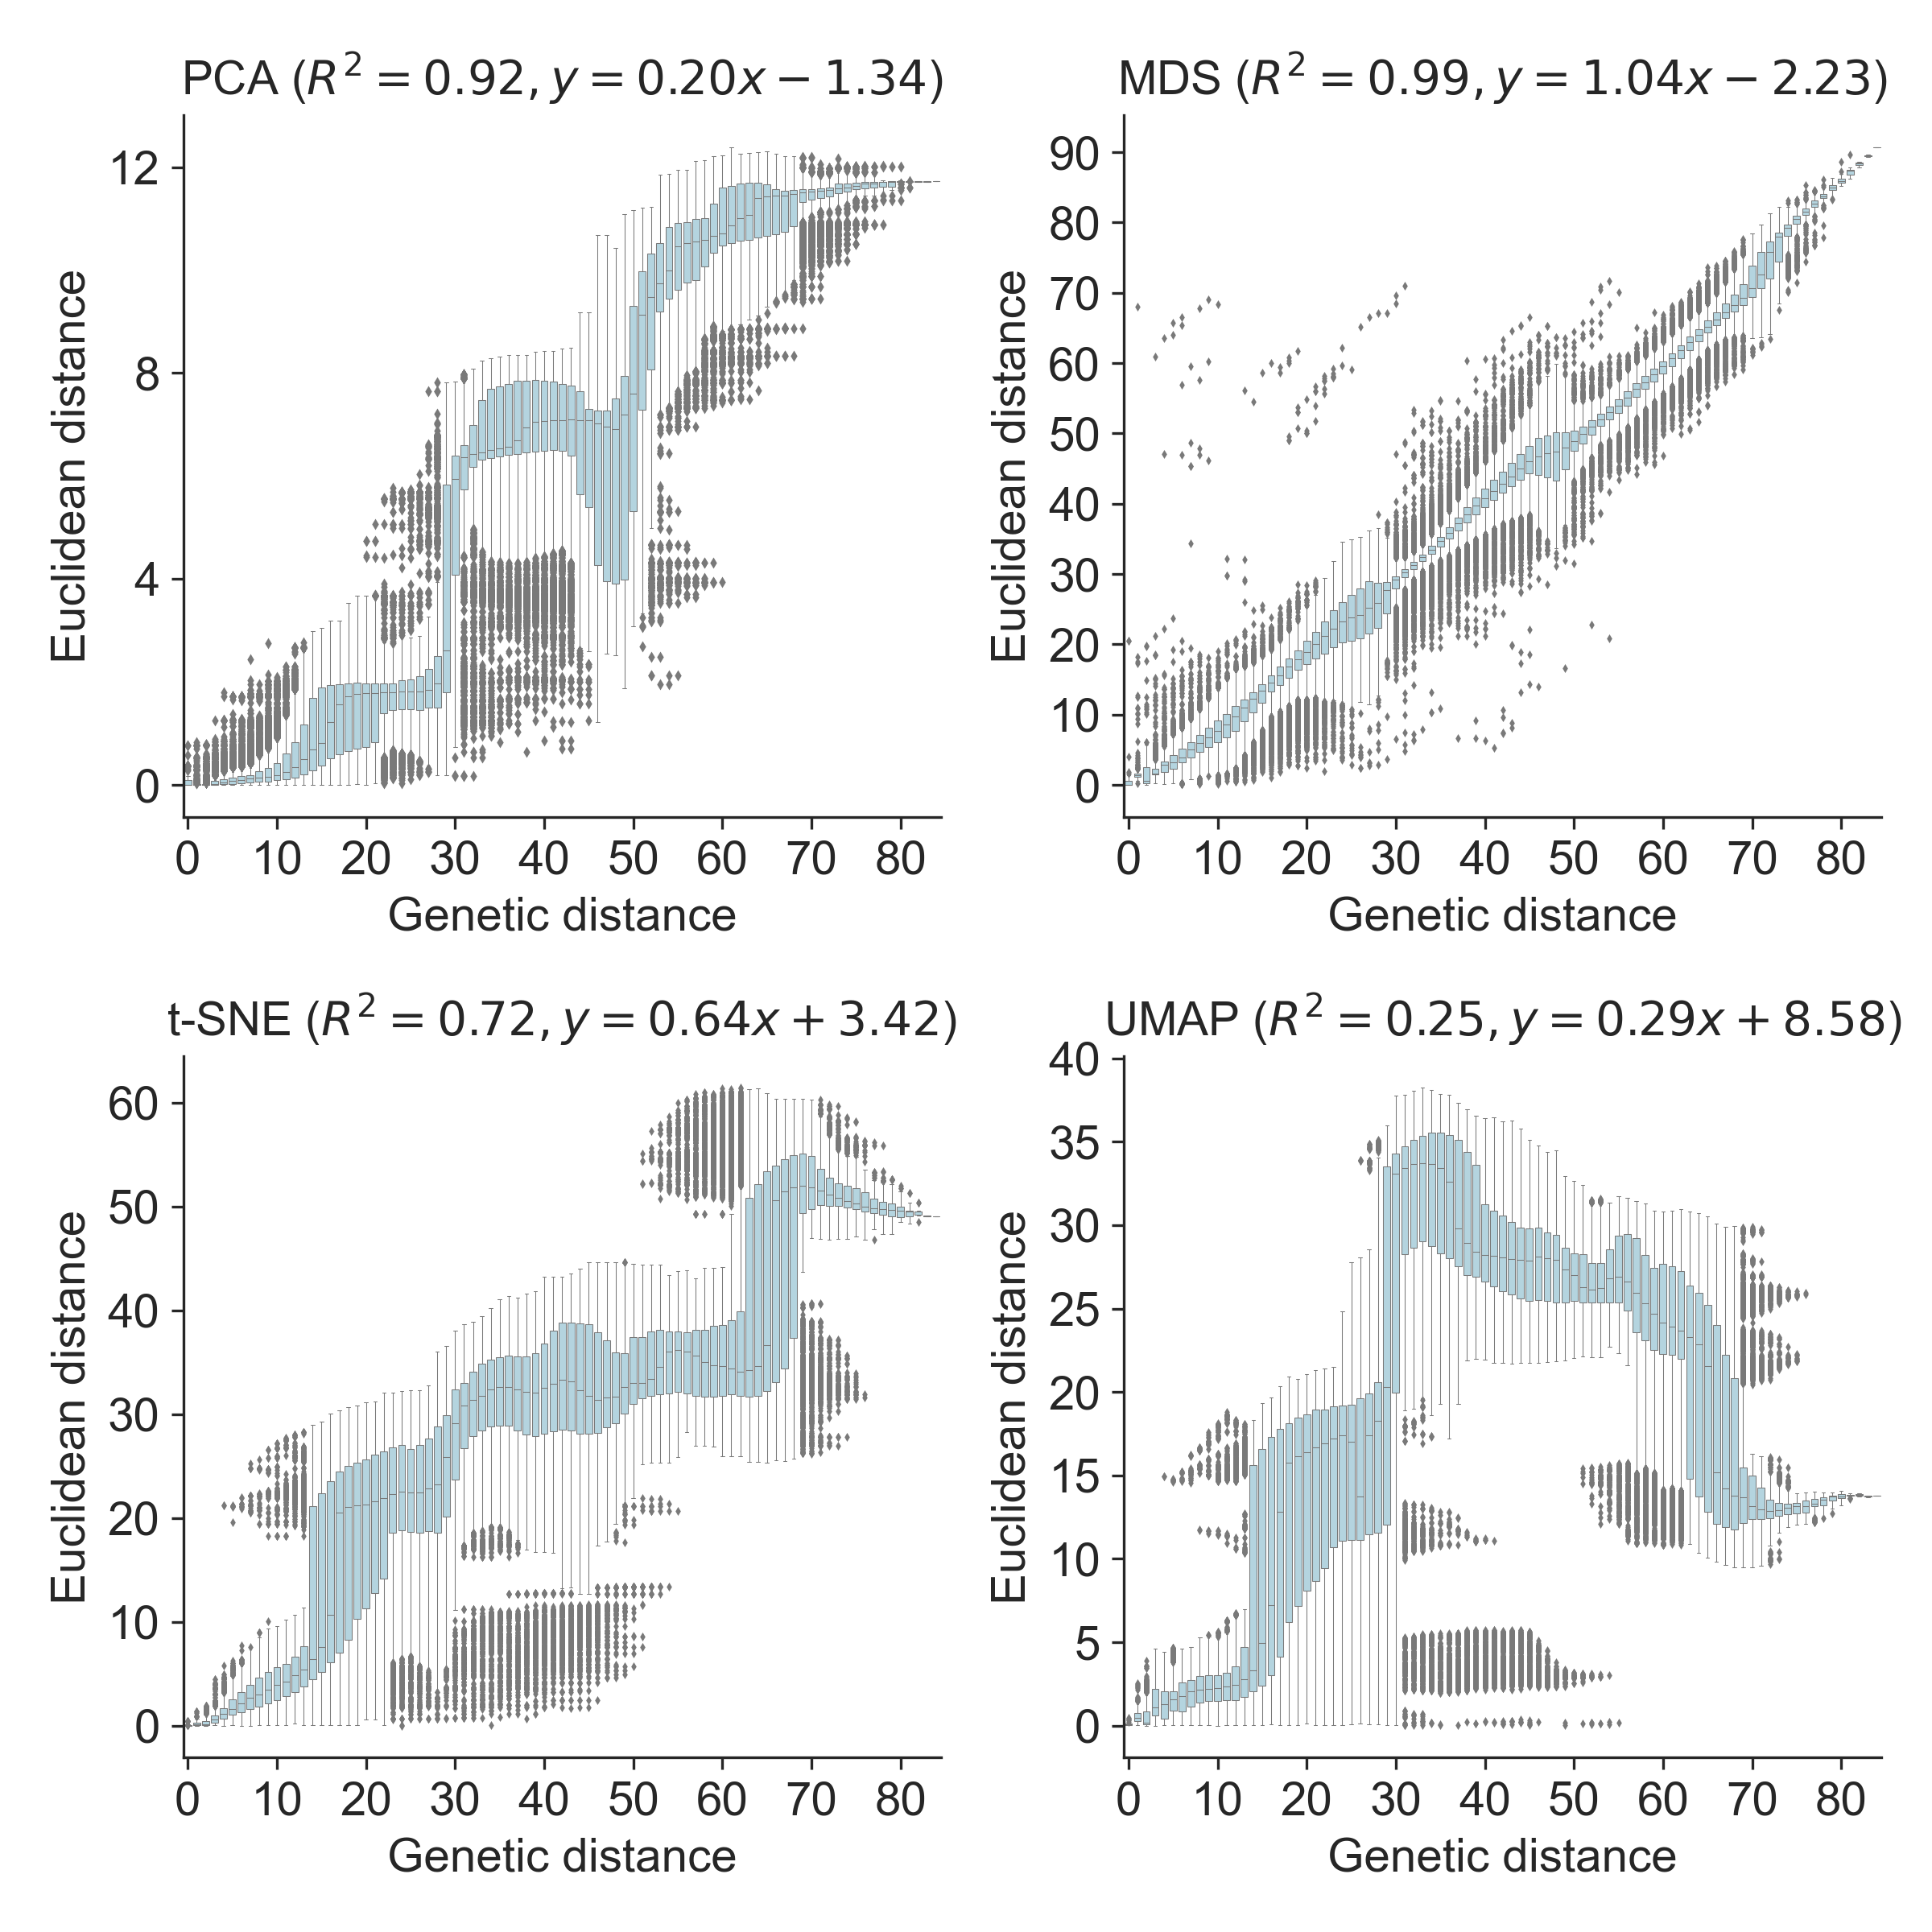 PCA (R² = 0.92, y = 0.20x − 1.34)
12
8
4
0
Euclidean distance
0 10 20 30 40 50 60 70 80
Genetic distance
MDS (R² = 0.99, y = 1.04x − 2.23)
90
80
70
60
50
40
30
20
10
0
Euclidean distance
0 10 20 30 40 50 60 70 80
Genetic distance
t-SNE (R² = 0.72, y = 0.64x + 3.42)
60
50
40
30
20
10
0
Euclidean distance
0 10 20 30 40 50 60 70 80
Genetic distance
UMAP (R² = 0.25, y = 0.29x + 8.58)
40
35
30
25
20
15
10
5
0
Euclidean distance
0 10 20 30 40 50 60 70 80
Genetic distance